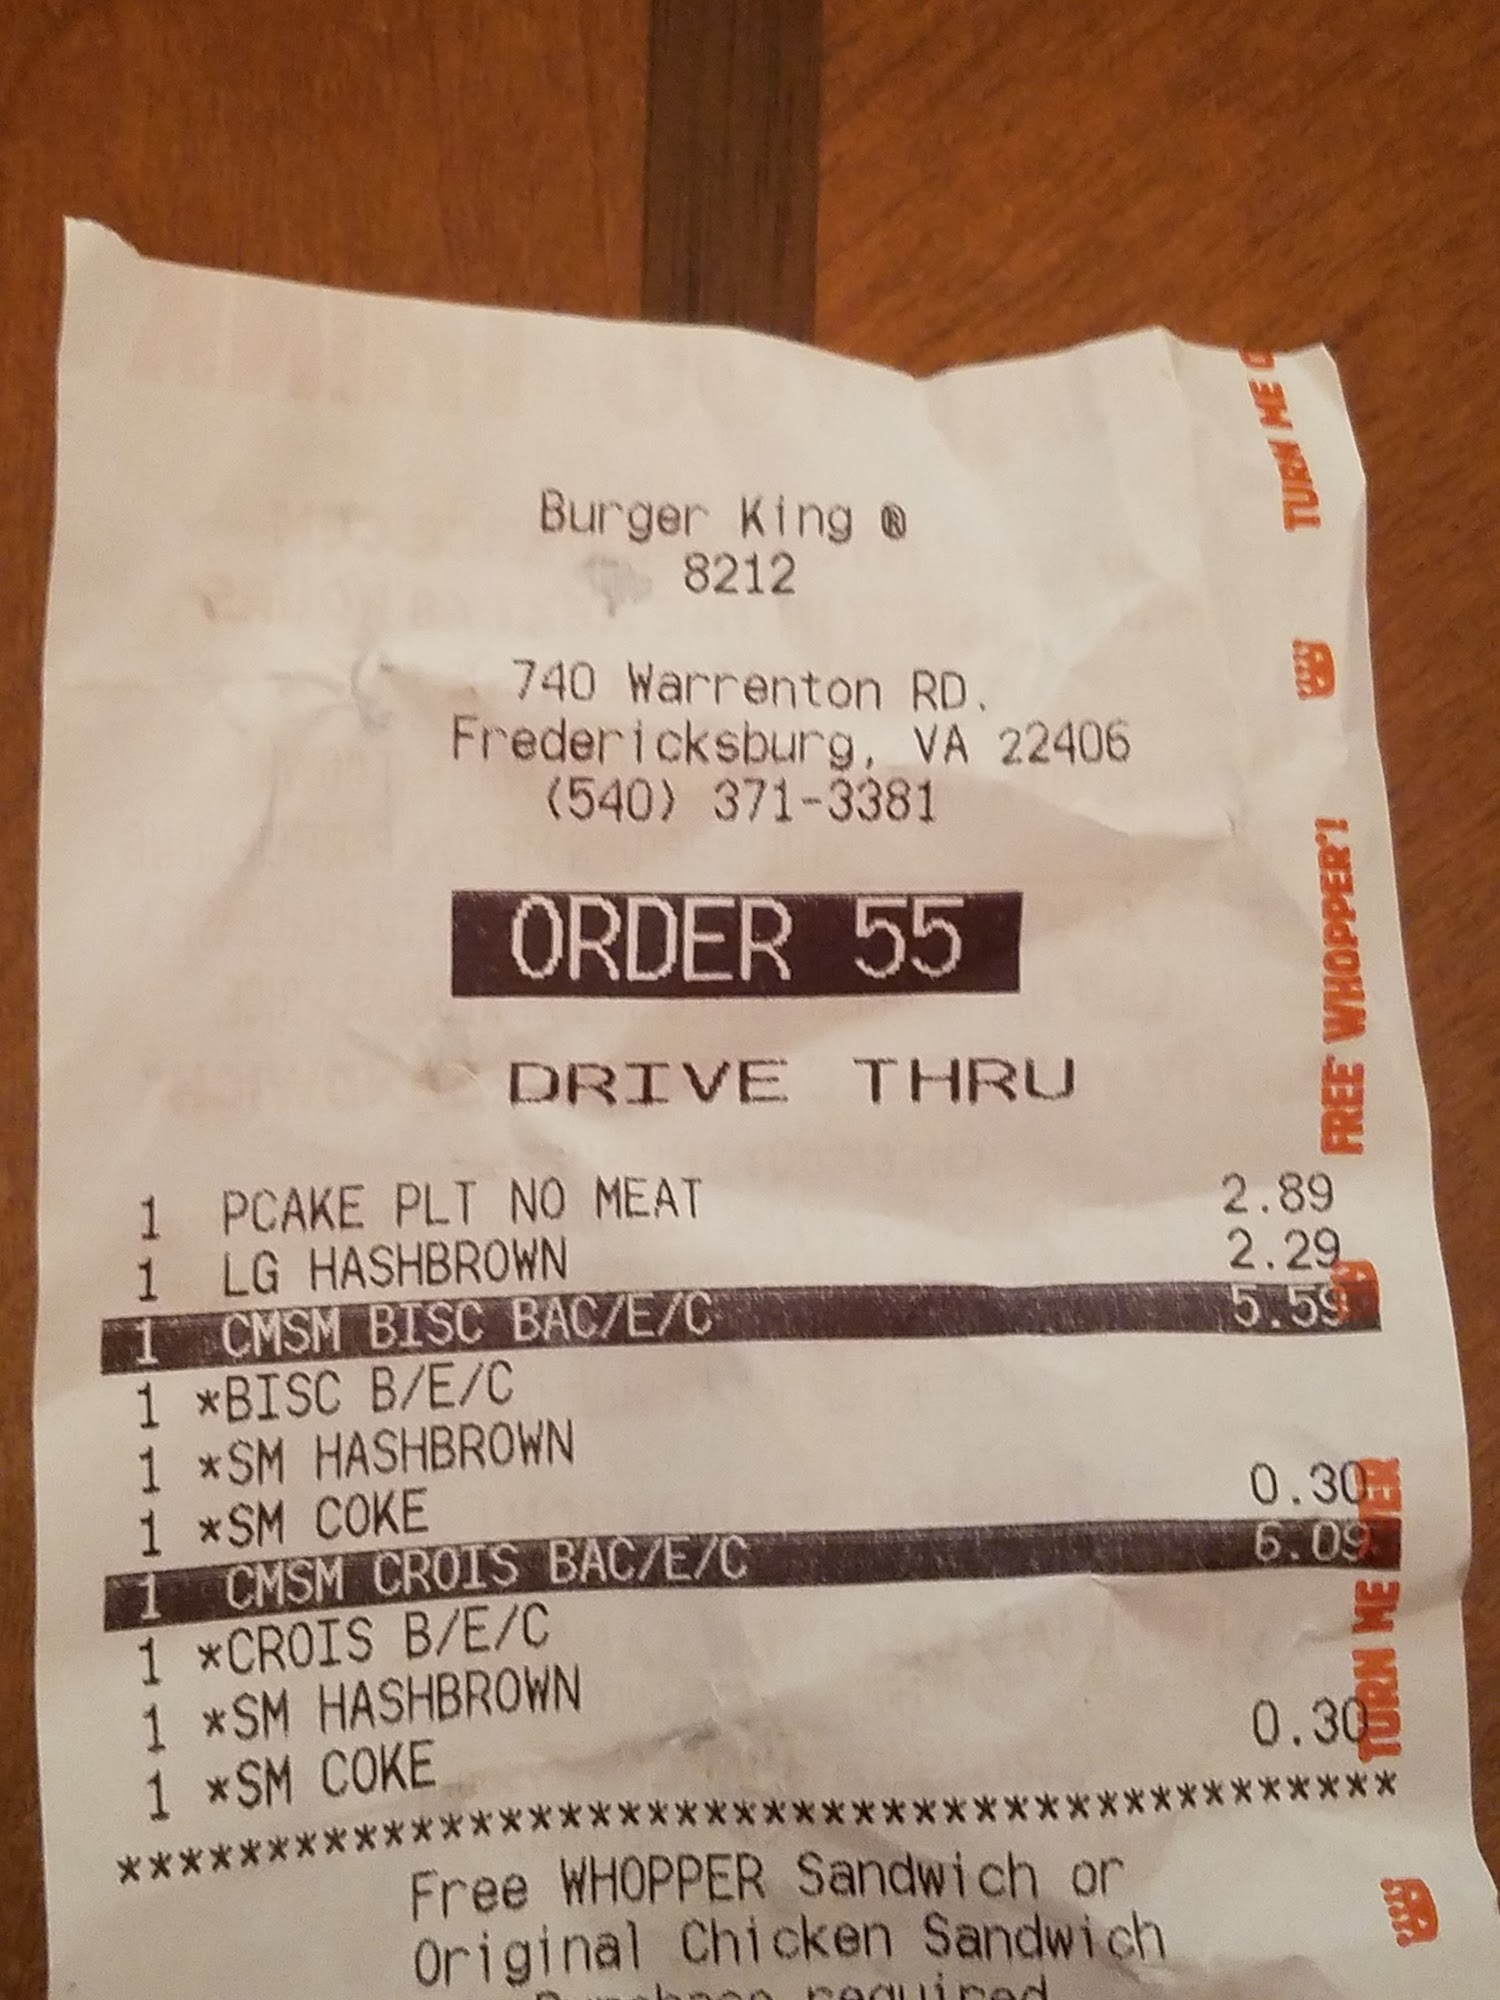 Burger King ®
8212
740 Warrenton RD.
Fredericksburg, VA 22406
(540) 371-3381
ORDER 55
DRIVE THRU
1 PCAKE PLT NO MEAT 2.89
1 LG HASHBROWN 2.29
1 CMSM BISC BAC/E/C 5.59
1 *BISC B/E/C
1 *SM HASHBROWN
1 *SM COKE 0.30
1 CMSM CROIS BAC/E/C 6.09
1 *CROIS B/E/C
1 *SM HASHBROWN
1 *SM COKE 0.30
*******************************************
Free WHOPPER Sandwich or
Original Chicken Sandwich
Purchase required
TURN ME
FREE WHOPPER!
TURN ME OVER